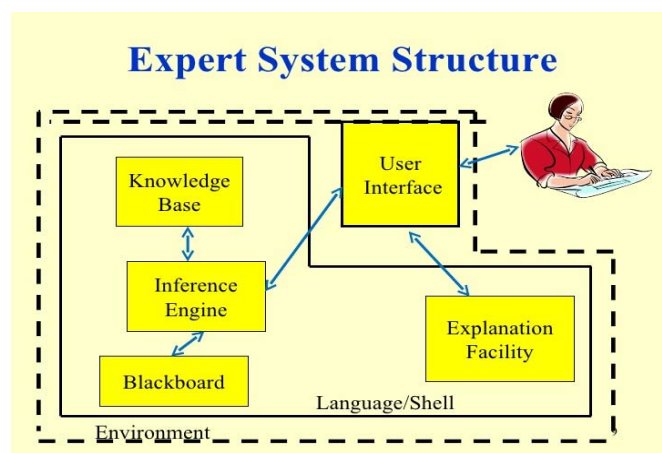 Expert System Structure
User
Interface
Knowledge
Base
Inference
Engine
Explanation
Facility
Blackboard
Language/Shell
Environment